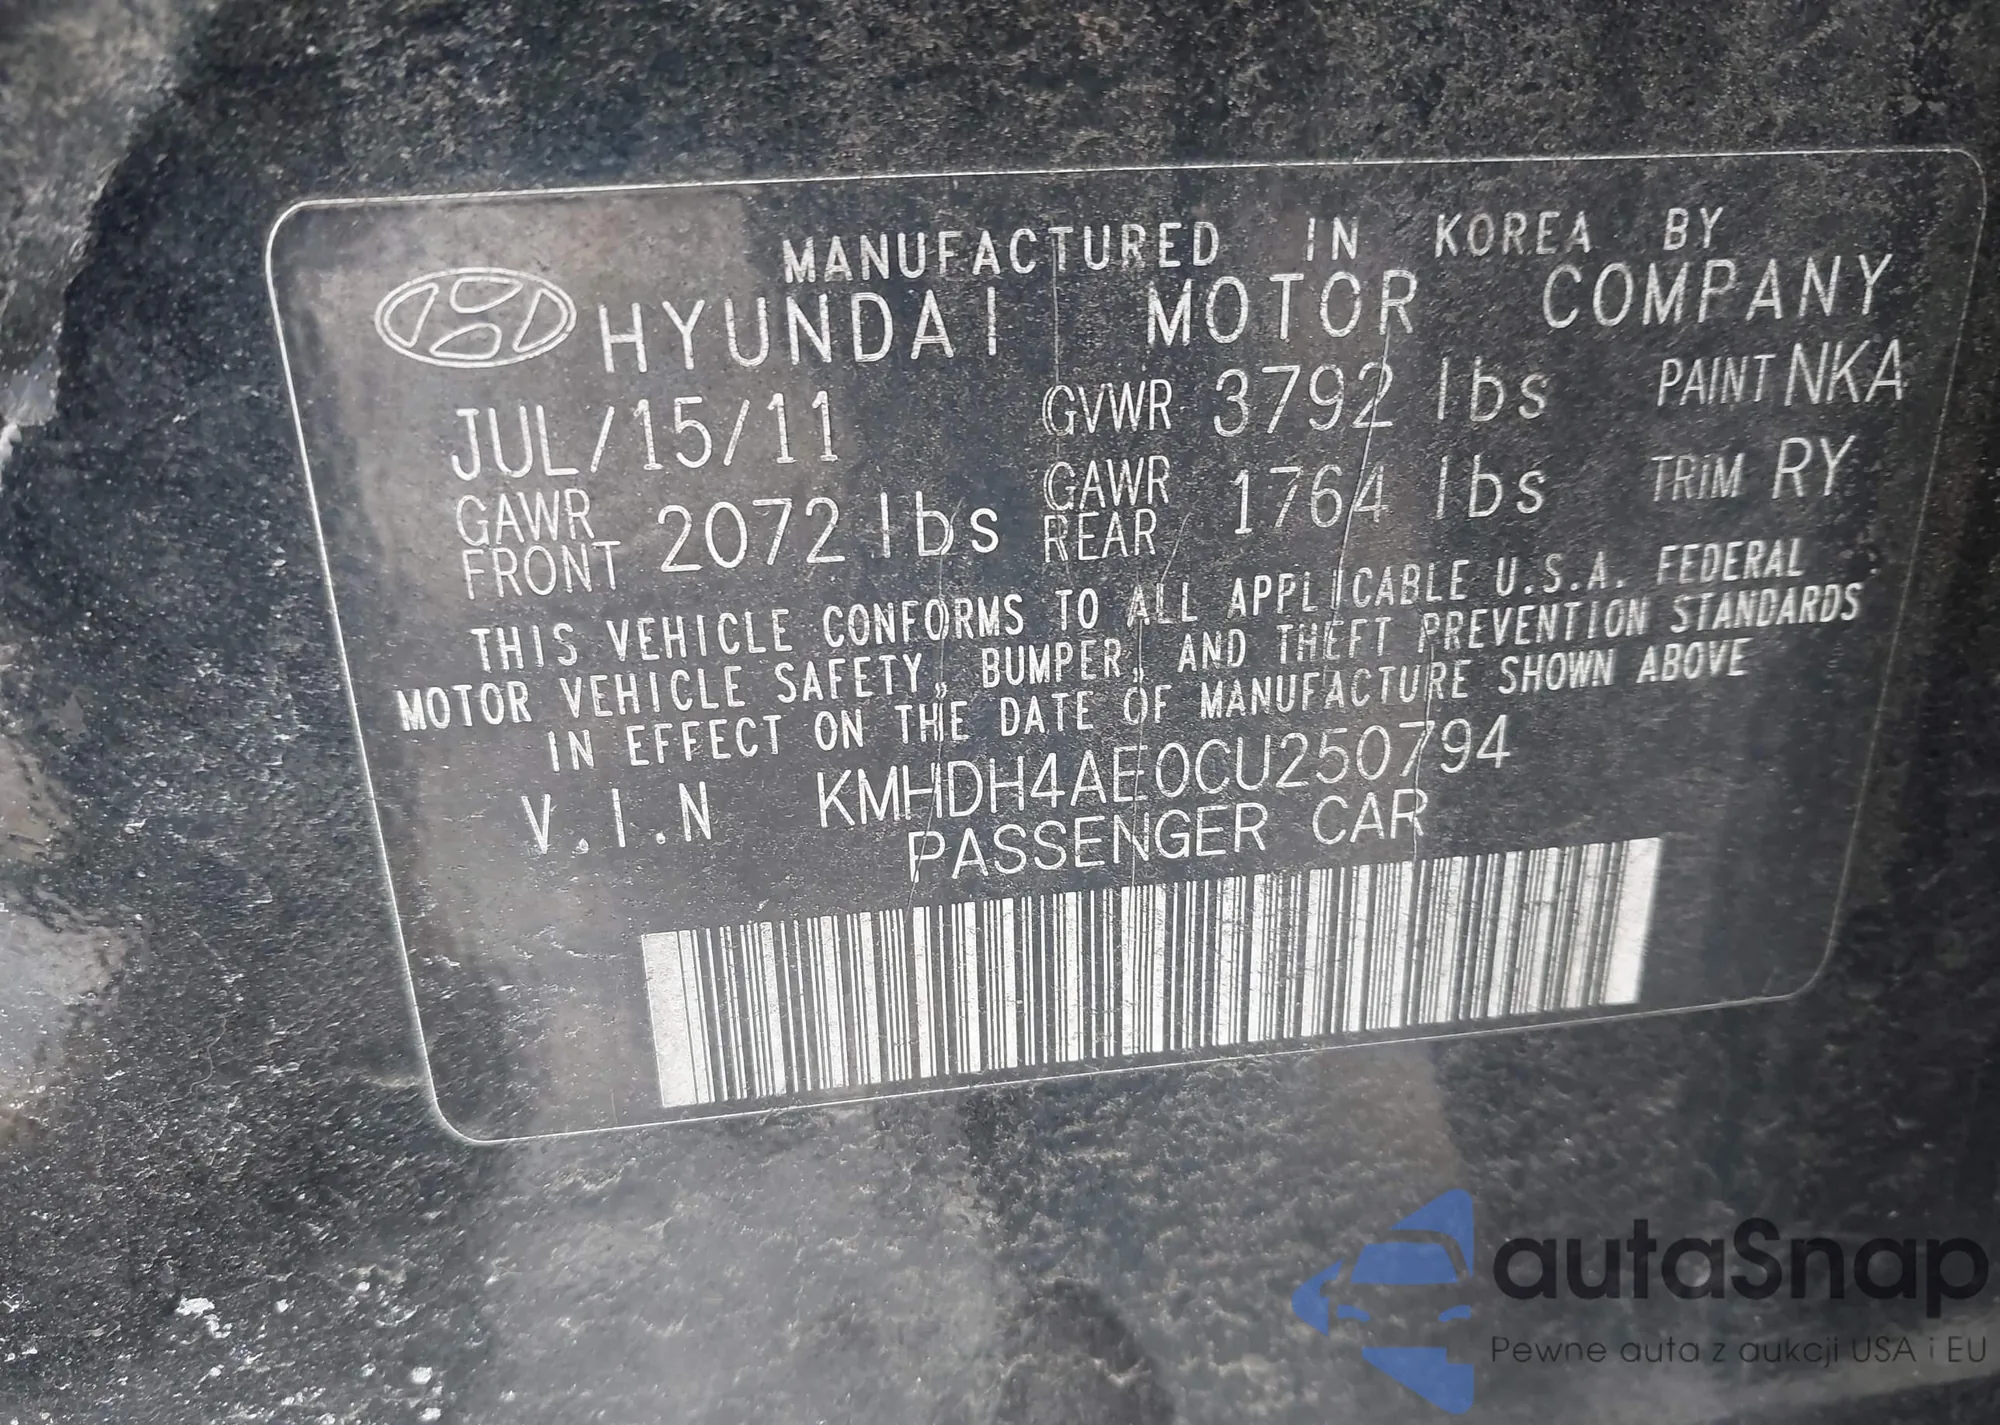 MANUFACTURED IN KOREA BY
HYUNDAI MOTOR COMPANY
JUL/15/11 GVWR 3792 lbs PAINT NKA
GAWR FRONT 2072 lbs GAWR REAR 1764 lbs TRIM RY
THIS VEHICLE CONFORMS TO ALL APPLICABLE U.S.A. FEDERAL
MOTOR VEHICLE SAFETY, BUMPER, AND THEFT PREVENTION STANDARDS
IN EFFECT ON THE DATE OF MANUFACTURE SHOWN ABOVE
V.I.N KMHDH4AE0CU250794
PASSENGER CAR
autaSnap
Pewne auta z aukcji USA i EU